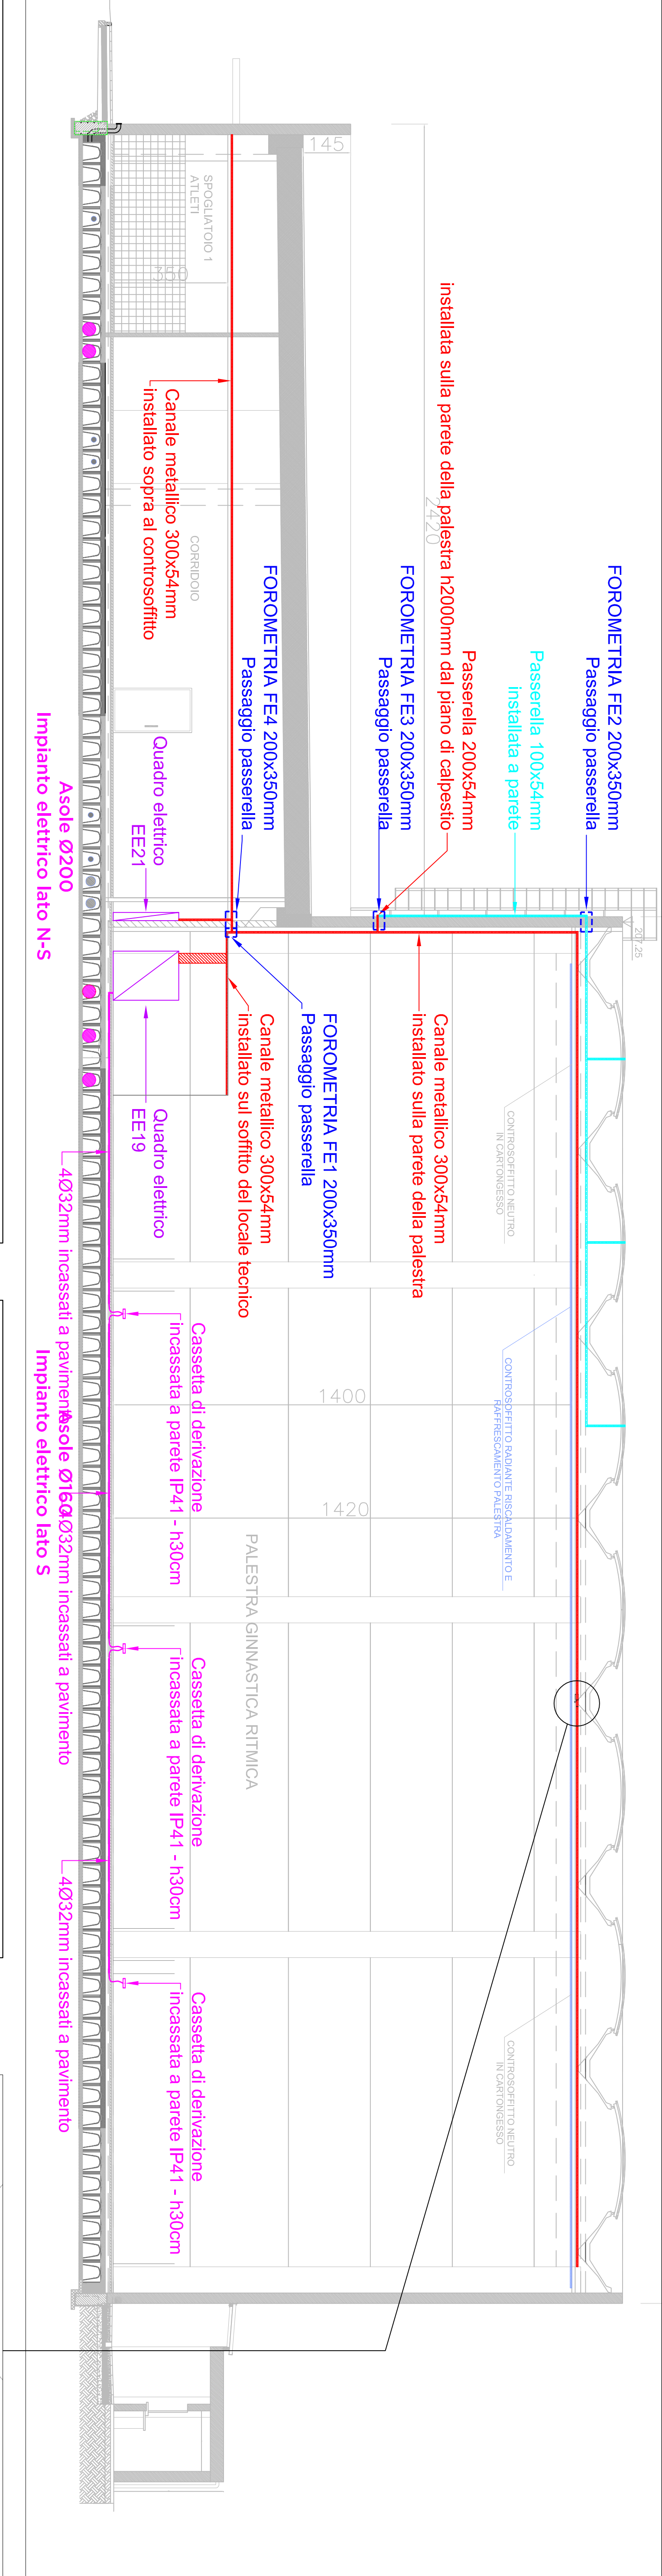 145
SPOGLIATOIO 1
ATLETI
350
2420
installata sulla parete della palestra h2000mm dal piano di calpestio
Passerella 200x54mm
FOROMETRIA FE2 200x350mm
Passaggio passerella
Passerella 100x54mm
installata a parete
FOROMETRIA FE3 200x350mm
Passaggio passerella
FOROMETRIA FE4 200x350mm
Passaggio passerella
Canale metallico 300x54mm
installato sopra al controsoffitto
CORRIDOIO
Quadro elettrico
EE21
Asole Ø200
Impianto elettrico lato N-S
207.25
CONTROSOFFITTO NEUTRO
IN CARTONGESSO
Canale metallico 300x54mm
installato sulla parete della palestra
FOROMETRIA FE1 200x350mm
Passaggio passerella
Canale metallico 300x54mm
installato sul soffitto del locale tecnico
Quadro elettrico
EE19
4Ø32mm incassati a pavimento
CONTROSOFFITTO RADIANTE RISCALDAMENTO E
RAFFRESCAMENTO PALESTRA
1400
1420
Cassetta di derivazione
incassata a parete IP41 - h30cm
Asole Ø160
Impianto elettrico lato S
4Ø32mm incassati a pavimento
PALESTRA GINNASTICA RITMICA
Cassetta di derivazione
incassata a parete IP41 - h30cm
4Ø32mm incassati a pavimento
Cassetta di derivazione
incassata a parete IP41 - h30cm
CONTROSOFFITTO NEUTRO
IN CARTONGESSO